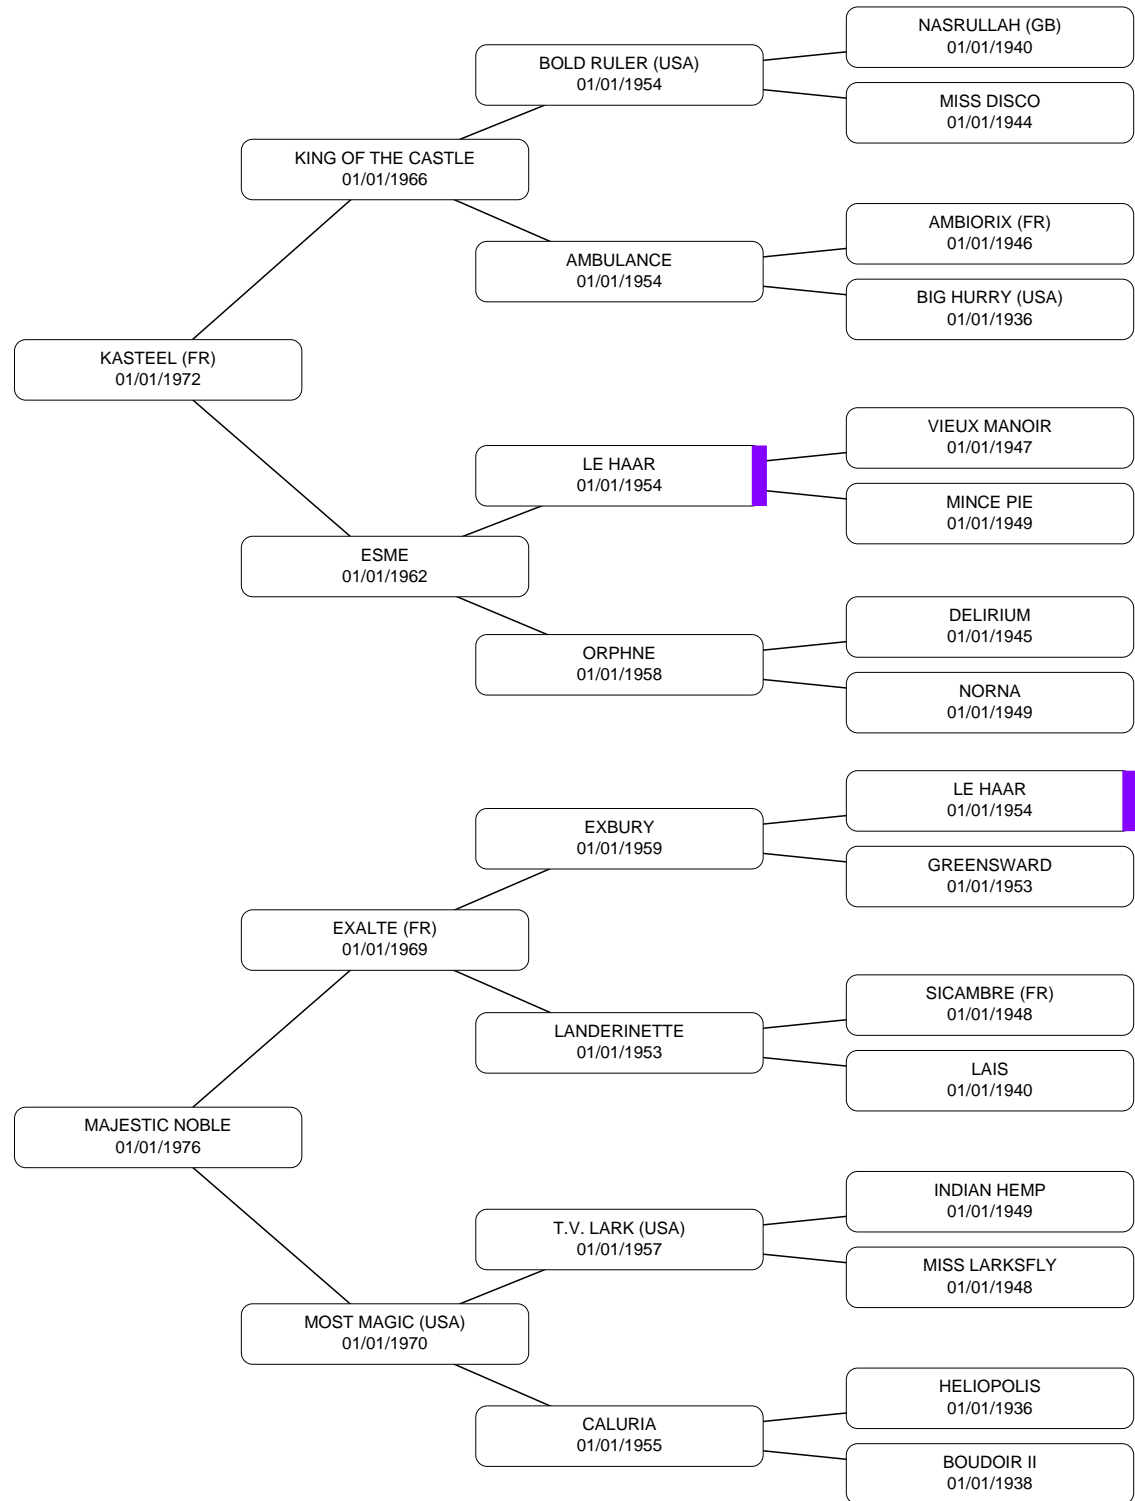 NASRULLAH (GB)
01/01/1940
BOLD RULER (USA)
01/01/1954
MISS DISCO
01/01/1944
KING OF THE CASTLE
01/01/1966
AMBIORIX (FR)
01/01/1946
AMBULANCE
01/01/1954
BIG HURRY (USA)
01/01/1936
KASTEEL (FR)
01/01/1972
VIEUX MANOIR
01/01/1947
LE HAAR
01/01/1954
MINCE PIE
01/01/1949
ESME
01/01/1962
DELIRIUM
01/01/1945
ORPHNE
01/01/1958
NORNA
01/01/1949
LE HAAR
01/01/1954
EXBURY
01/01/1959
GREENSWARD
01/01/1953
EXALTE (FR)
01/01/1969
SICAMBRE (FR)
01/01/1948
LANDERINETTE
01/01/1953
LAIS
01/01/1940
MAJESTIC NOBLE
01/01/1976
INDIAN HEMP
01/01/1949
T.V. LARK (USA)
01/01/1957
MISS LARKSFLY
01/01/1948
MOST MAGIC (USA)
01/01/1970
HELIOPOLIS
01/01/1936
CALURIA
01/01/1955
BOUDOIR II
01/01/1938